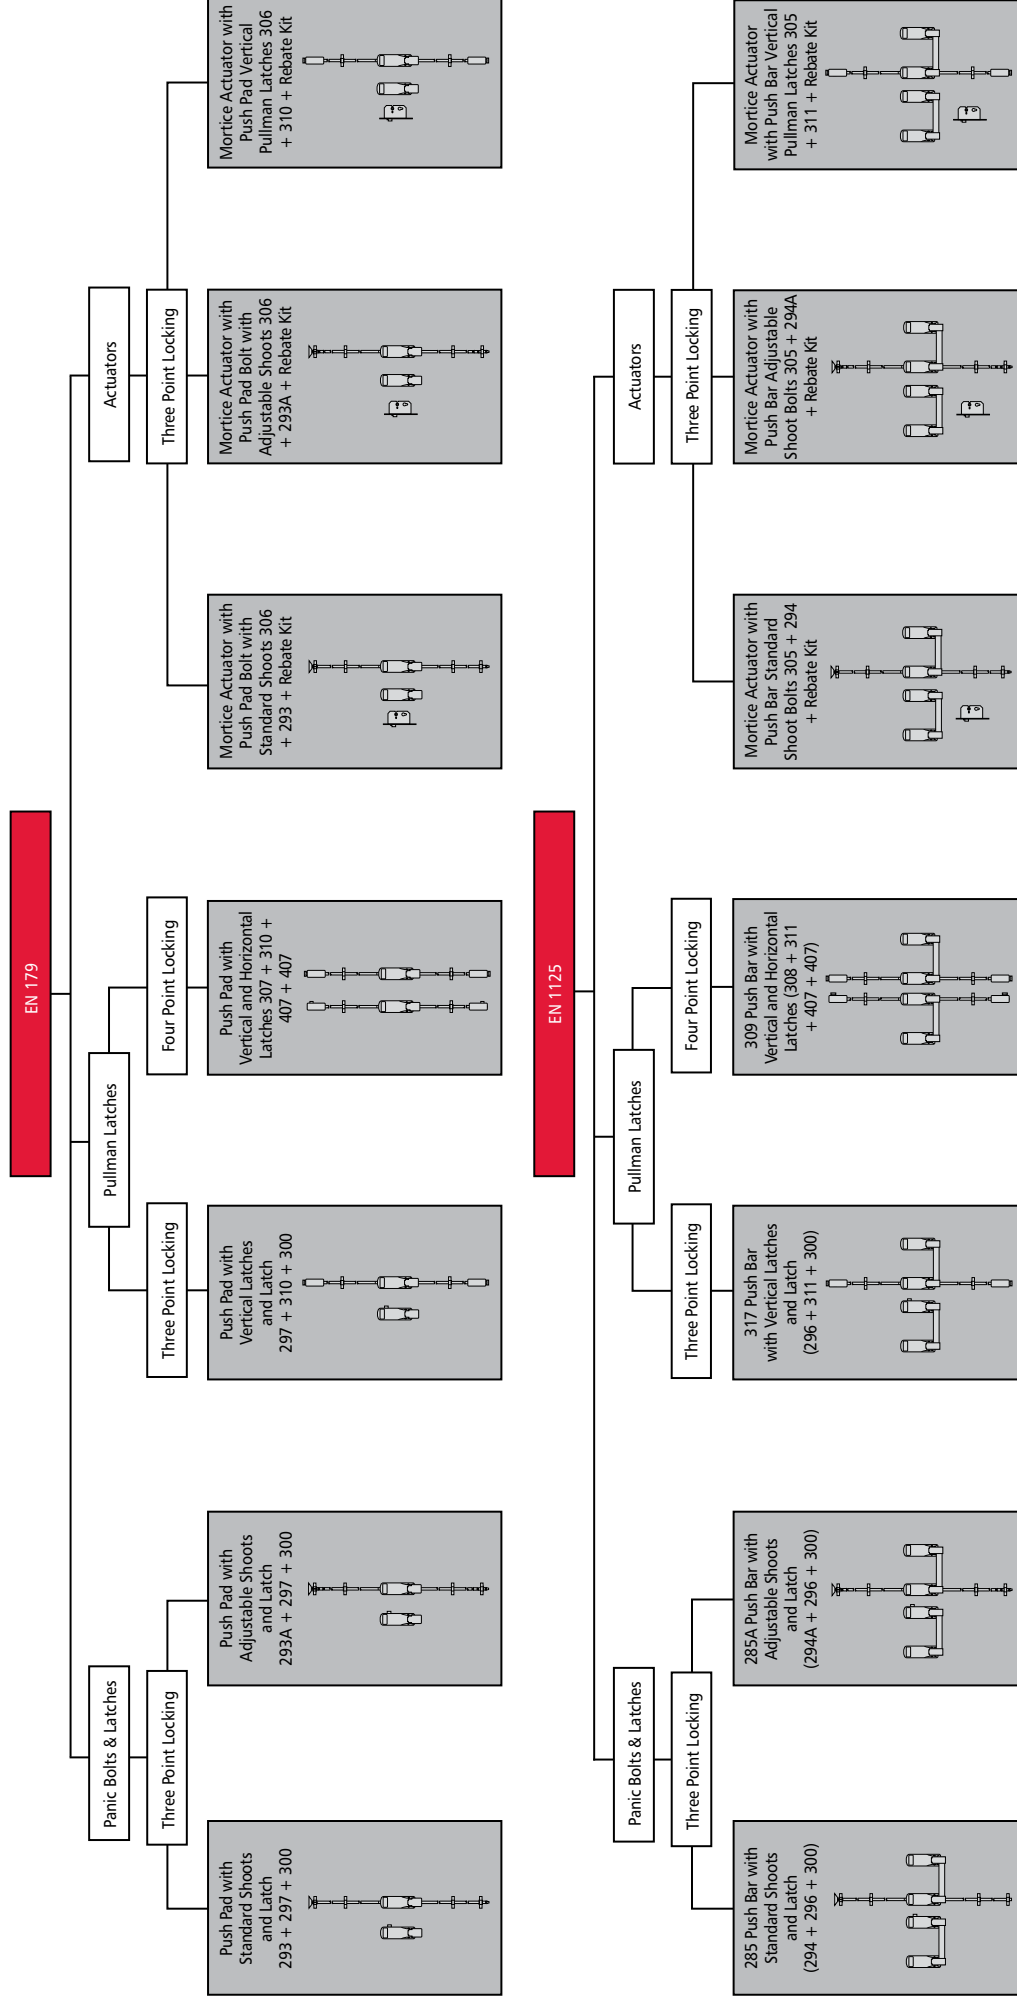 EN 179
Panic Bolts & Latches
Pullman Latches
Actuators
Three Point Locking
Three Point Locking
Four Point Locking
Three Point Locking
Push Pad with
Standard Shoots
and Latch
293 + 297 + 300
Push Pad with
Adjustable Shoots
and Latch
293A + 297 + 300
Push Pad with
Vertical Latches
and Latch
297 + 310 + 300
Push Pad with
Vertical and Horizontal
Latches 307 + 310 +
407 + 407
Mortice Actuator with
Push Pad Bolt with
Standard Shoots 306
+ 293 + Rebate Kit
Mortice Actuator with
Push Pad Bolt with
Adjustable Shoots 306
+ 293A + Rebate Kit
Mortice Actuator with
Push Pad Vertical
Pullman Latches 306
+ 310 + Rebate Kit
EN 1125
Panic Bolts & Latches
Pullman Latches
Actuators
Three Point Locking
Three Point Locking
Four Point Locking
Three Point Locking
285 Push Bar with
Standard Shoots
and Latch
(294 + 296 + 300)
285A Push Bar with
Adjustable Shoots
and Latch
(294A + 296 + 300)
317 Push Bar
with Vertical Latches
and Latch
(296 + 311 + 300)
309 Push Bar with
Vertical and Horizontal
Latches (308 + 311
+ 407 + 407)
Mortice Actuator with
Push Bar Standard
Shoot Bolts 305 + 294
+ Rebate Kit
Mortice Actuator with
Push Bar Adjustable
Shoot Bolts 305 + 294A
+ Rebate Kit
Mortice Actuator
with Push Bar Vertical
Pullman Latches 305
+ 311 + Rebate Kit